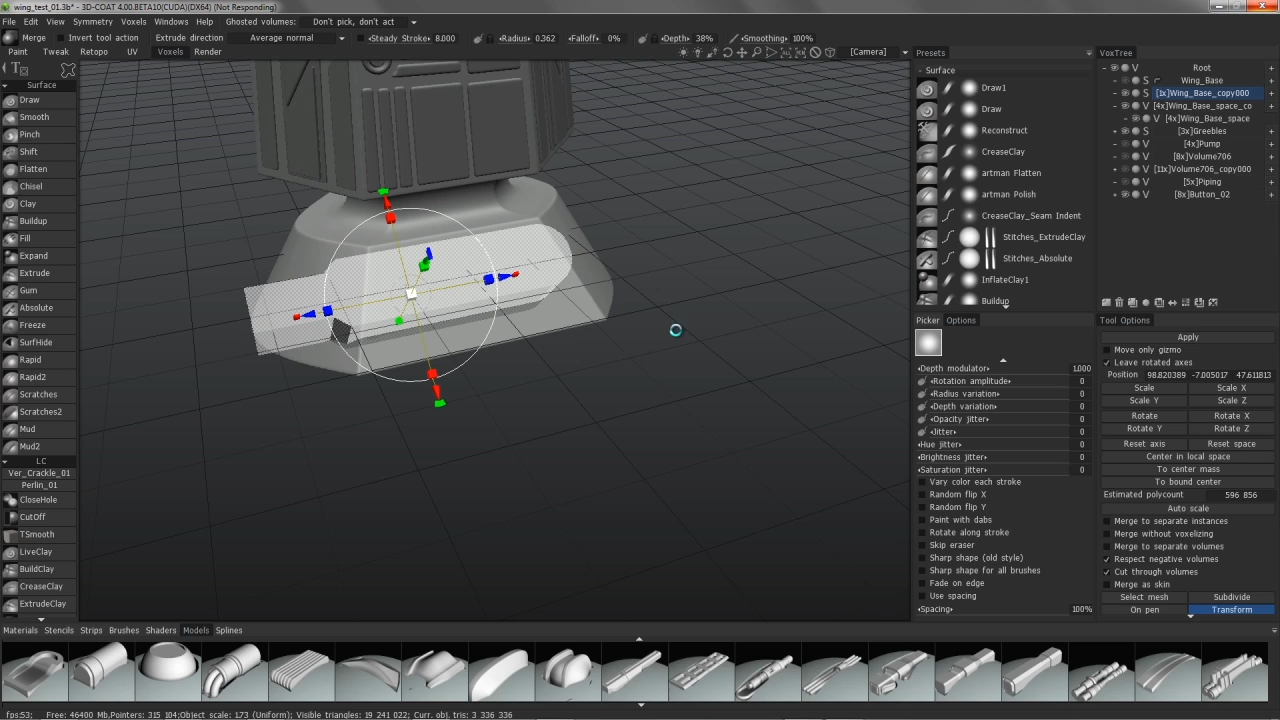 wing_test_01.3b* - 3D-COAT 4.00.BETA10(CUDA)(DX64) (Not Responding)
File Edit View Symmetry Voxels Windows Help Ghosted volumes: Don't pick, don't act
Merge Invert tool action Extrude direction Average normal Steady Stroke: 8.000 Radius: 0.362 Falloff: 0% Depth: 38% Smoothing: 100%
Paint Tweak Retopo UV Voxels Render [Camera]
Surface
Draw
Smooth
Pinch
Shift
Flatten
Chisel
Clay
Buildup
Fill
Expand
Extrude
Gum
Absolute
Freeze
SurfHide
Rapid
Rapid2
Scratches
Scratches2
Mud
Mud2
LC
Ver_Crackle_01
Perlin_01
CloseHole
CutOff
TSmooth
LiveClay
BuildClay
CreaseClay
ExtrudeClay
Presets
Surface
Draw1
Draw
Reconstruct
CreaseClay
artman Flatten
artman Polish
CreaseClay_Seam Indent
Stitches_ExtrudeClay
Stitches_Absolute
InflateClay1
Buildup
Picker Options
Depth modulator 1.000
Rotation amplitude 0
Radius variation 0
Depth variation 0
Opacity jitter 0
Jitter 0
Hue jitter 0
Brightness jitter 0
Saturation jitter 0
Vary color each stroke
Random flip X
Random flip Y
Paint with dabs
Rotate along stroke
Skip eraser
Sharp shape (old style)
Sharp shape for all brushes
Fade on edge
Use spacing
Spacing 100%
VoxTree
V Root
S Wing_Base
S [1x]Wing_Base_copy000
V [4x]Wing_Base_space_co
V [4x]Wing_Base_space
S [3x]Greebles
V [4x]Pump
V [8x]Volume706
V [11x]Volume706_copy000
V [5x]Piping
V [8x]Button_02
Tool Options
Apply
Move only gizmo
Leave rotated axes
Position 98.820389 -7.005017 47.611813
Scale Scale X
Scale Y Scale Z
Rotate Rotate X
Rotate Y Rotate Z
Reset axis Reset space
Center in local space
To center mass
To bound center
Estimated polycount 596 856
Auto scale
Merge to separate instances
Merge without voxelizing
Merge to separate volumes
Respect negative volumes
Cut through volumes
Merge as skin
Select mesh Subdivide
On pen Transform
Materials Stencils Strips Brushes Shaders Models Splines
fps:53; Free: 46400 Mb,Pointers: 315 104;Object scale: 1.73 (Uniform); Visible triangles: 19 241 022; Curr. obj. tris: 3 336 336